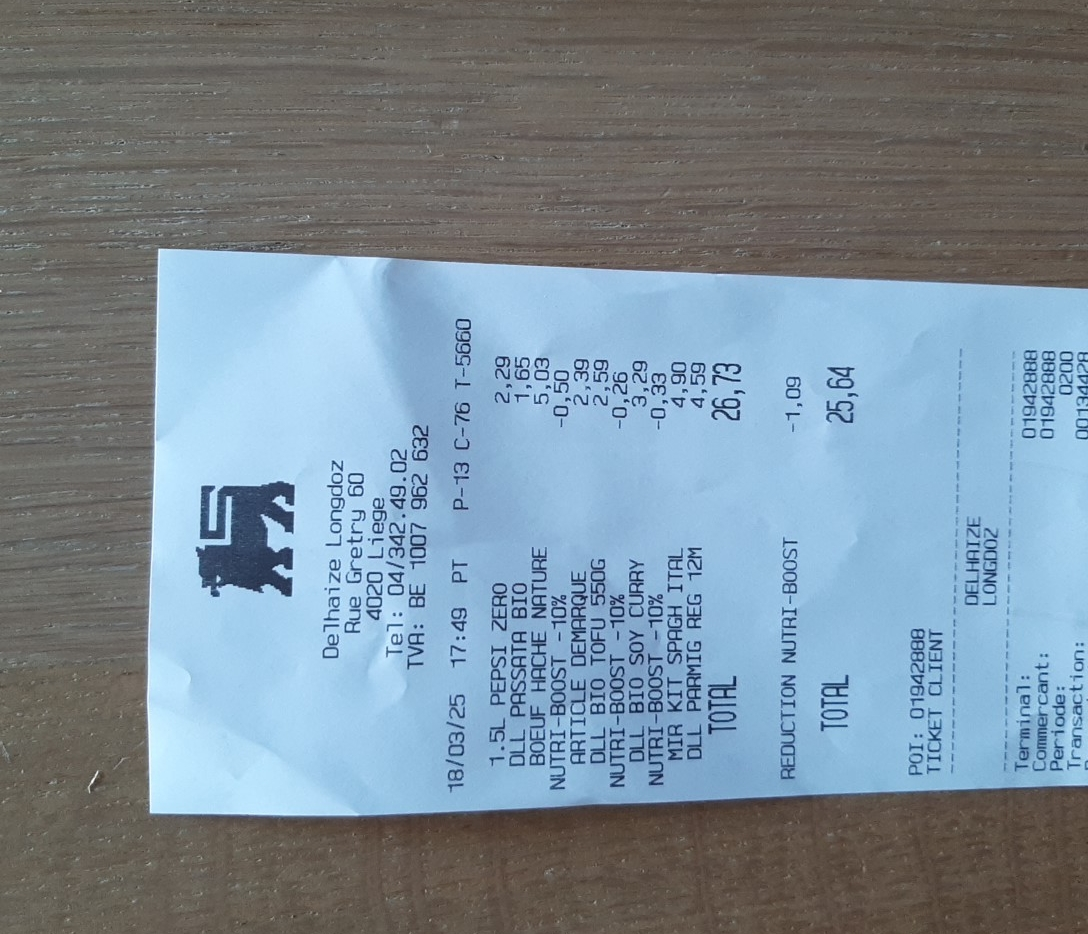 Delhaize Longdoz
Rue Gretry 60
4020 Liege
Tel: 04/342.49.02
TVA: BE 1007 962 632
18/03/25 17:49 PT P-13 C-76 T-5660
1.5L PEPSI ZERO 2,29
DLL PASSATA BIO 1,65
BOEUF HACHE NATURE 5,03
NUTRI-BOOST -10% -0,50
ARTICLE DEMARQUE 2,39
DLL BIO TOFU 550G 2,59
NUTRI-BOOST -10% -0,26
DLL BIO SOY CURRY 3,29
NUTRI-BOOST -10% -0,33
MIR KIT SPAGH ITAL 4,90
DLL PARMIG REG 12M 4,59
TOTAL 26,73
REDUCTION NUTRI-BOOST -1,09
TOTAL 25,64
POI: 01942888
TICKET CLIENT
DELHAIZE
LONGDOZ
Terminal: 01942888
Commercant: 01942888
Periode: 0200
Transaction: 00134428